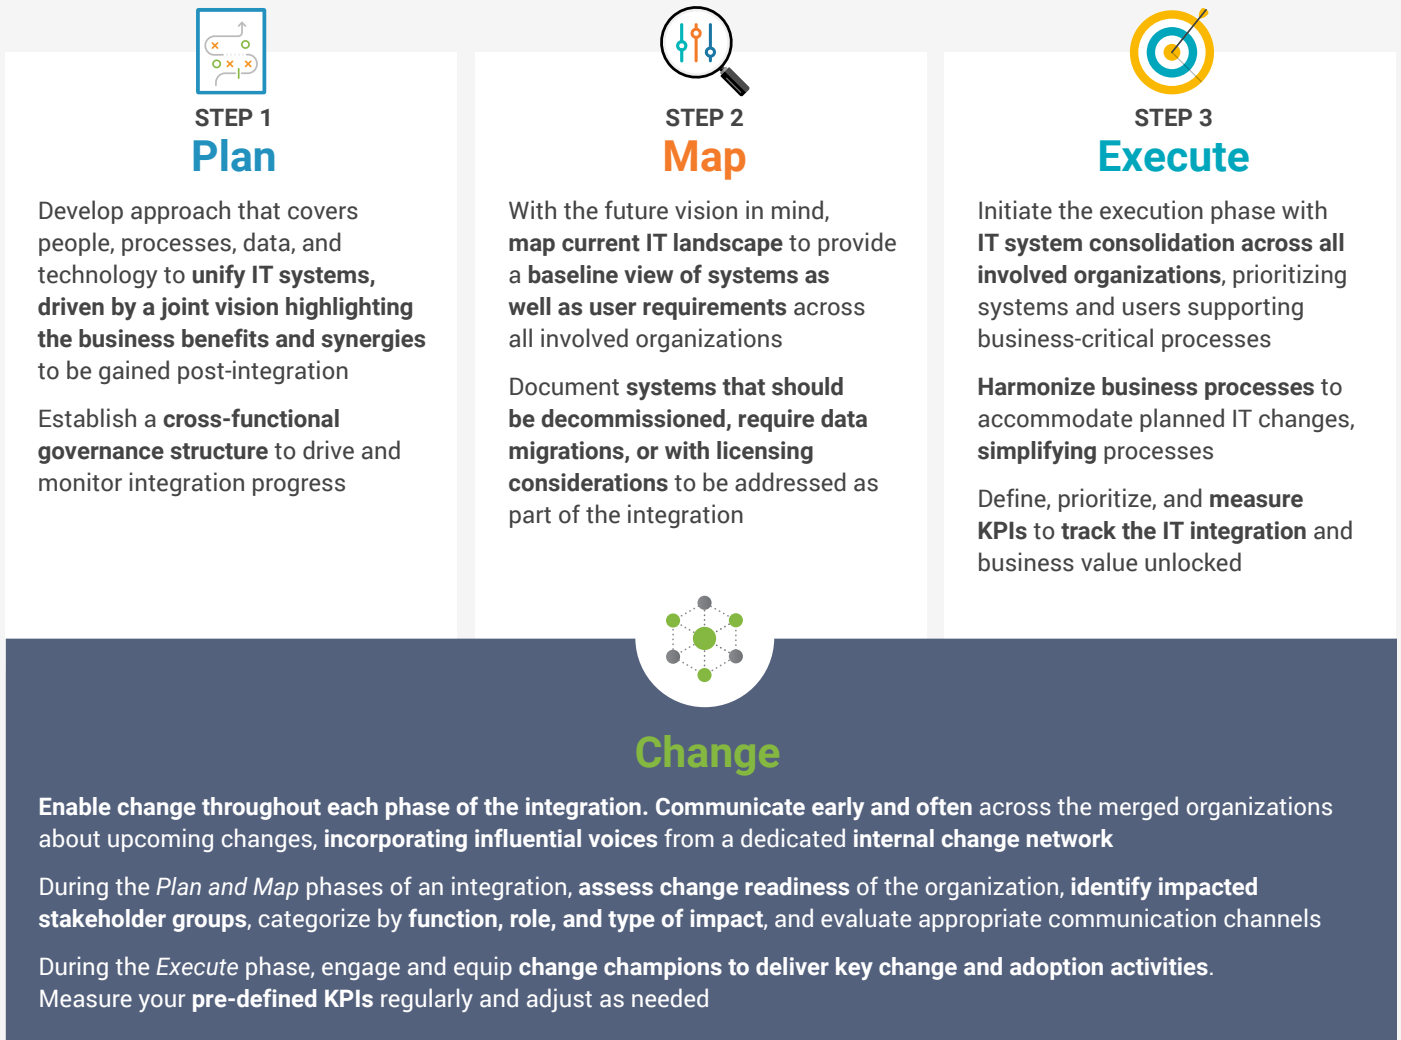 STEP 1
Plan
Develop approach that covers
people, processes, data, and
technology to unify IT systems,
driven by a joint vision highlighting
the business benefits and synergies
to be gained post-integration
Establish a cross-functional
governance structure to drive and
monitor integration progress
STEP 2
Map
With the future vision in mind,
map current IT landscape to provide
a baseline view of systems as
well as user requirements across
all involved organizations
Document systems that should
be decommissioned, require data
migrations, or with licensing
considerations to be addressed as
part of the integration
STEP 3
Execute
Initiate the execution phase with
IT system consolidation across all
involved organizations, prioritizing
systems and users supporting
business-critical processes
Harmonize business processes to
accommodate planned IT changes,
simplifying processes
Define, prioritize, and measure
KPIs to track the IT integration and
business value unlocked
Change
Enable change throughout each phase of the integration. Communicate early and often across the merged organizations
about upcoming changes, incorporating influential voices from a dedicated internal change network
During the Plan and Map phases of an integration, assess change readiness of the organization, identify impacted
stakeholder groups, categorize by function, role, and type of impact, and evaluate appropriate communication channels
During the Execute phase, engage and equip change champions to deliver key change and adoption activities.
Measure your pre-defined KPIs regularly and adjust as needed